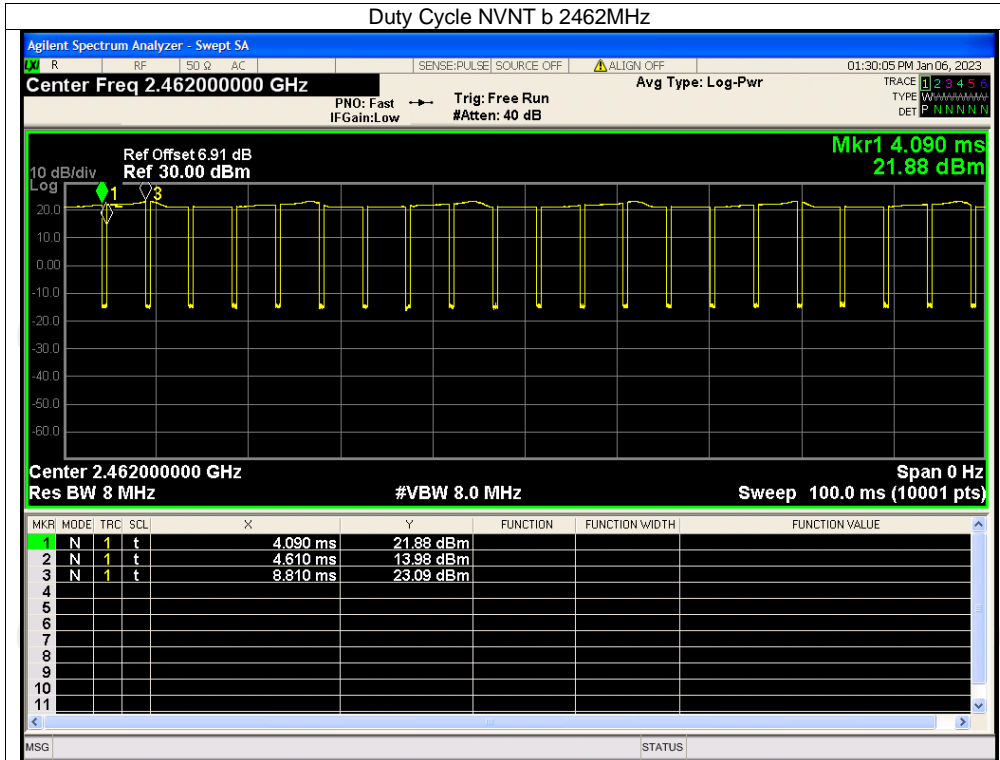 Duty Cycle NVNT b 2462MHz
Agilent Spectrum Analyzer - Swept SA
LXI R RF 50 Ω AC SENSE:PULSE SOURCE OFF ALIGN OFF 01:30:05 PM Jan 06, 2023
Center Freq 2.462000000 GHz
PNO: Fast
IFGain:Low
Trig: Free Run
#Atten: 40 dB
Avg Type: Log-Pwr
TRACE 1 2 3 4 5 6
TYPE WWWWWW
DET P N N N N N
Mkr1 4.090 ms
21.88 dBm
Ref Offset 6.91 dB
10 dB/div Ref 30.00 dBm
Log
1 3
20.0
10.0
0.00
-10.0
-20.0
-30.0
-40.0
-50.0
-60.0
Center 2.462000000 GHz Span 0 Hz
Res BW 8 MHz #VBW 8.0 MHz Sweep 100.0 ms (10001 pts)
MKR MODE TRC SCL X Y FUNCTION FUNCTION WIDTH FUNCTION VALUE
1 N 1 t 4.090 ms 21.88 dBm
2 N 1 t 4.610 ms 13.98 dBm
3 N 1 t 8.810 ms 23.09 dBm
4
5
6
7
8
9
10
11
MSG STATUS